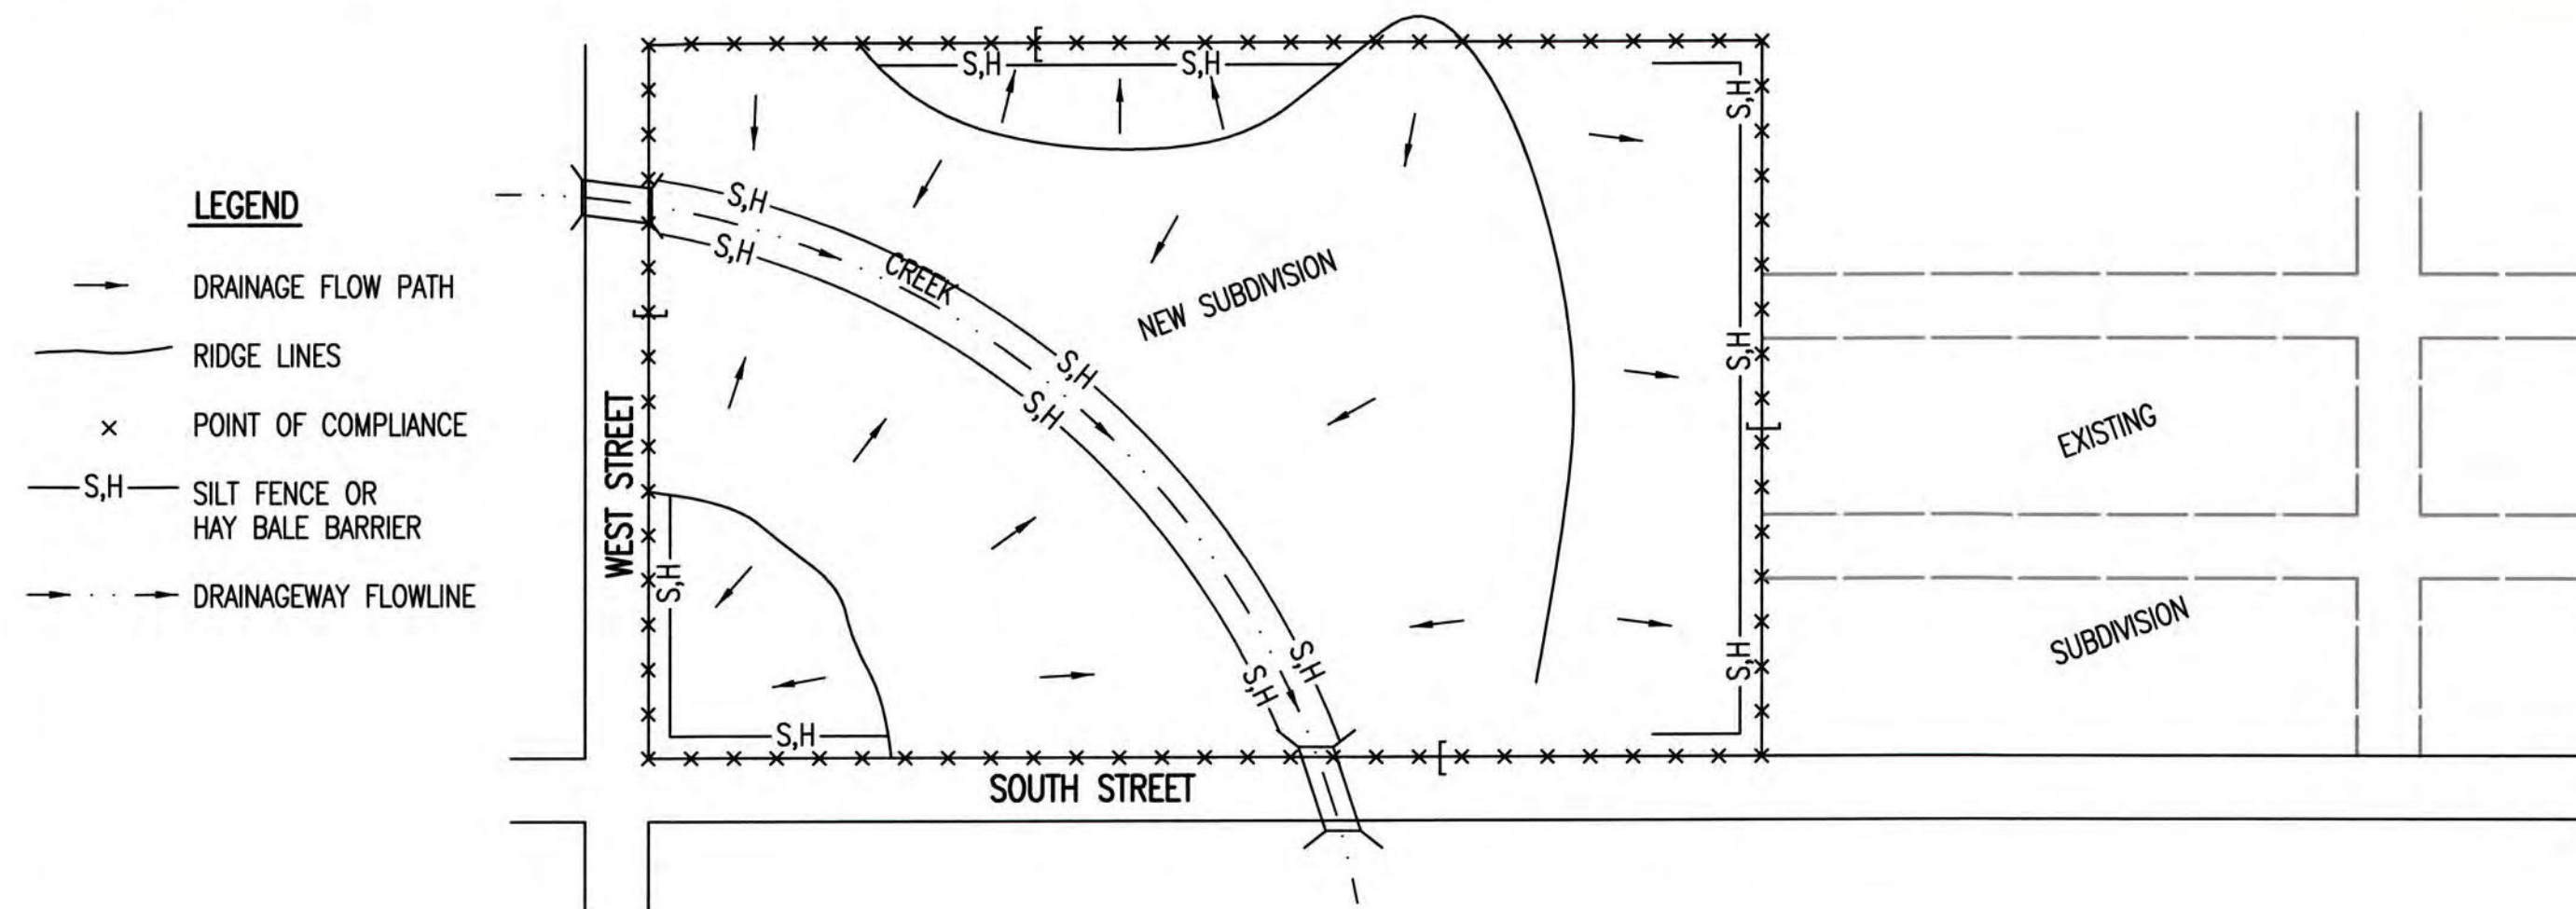 LEGEND
DRAINAGE FLOW PATH
RIDGE LINES
POINT OF COMPLIANCE
S,H
SILT FENCE OR
HAY BALE BARRIER
DRAINAGEWAY FLOWLINE
S,H
S,H
S,H
S,H
S,H
CREEK
NEW SUBDIVISION
S,H
S,H
S,H
WEST STREET
EXISTING
S,H
S,H
S,H
S,H
SUBDIVISION
S,H
SOUTH STREET